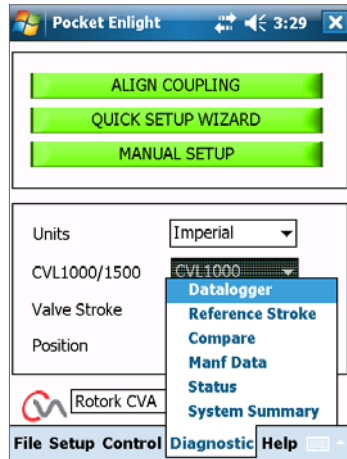 Pocket Enlight 3:29
ALIGN COUPLING
QUICK SETUP WIZARD
MANUAL SETUP
Units Imperial
CVL1000/1500 CVL1000
Datalogger
Valve Stroke
Reference Stroke
Compare
Position
Manf Data
Status
Rotork CVA
System Summary
File Setup Control Diagnostic Help